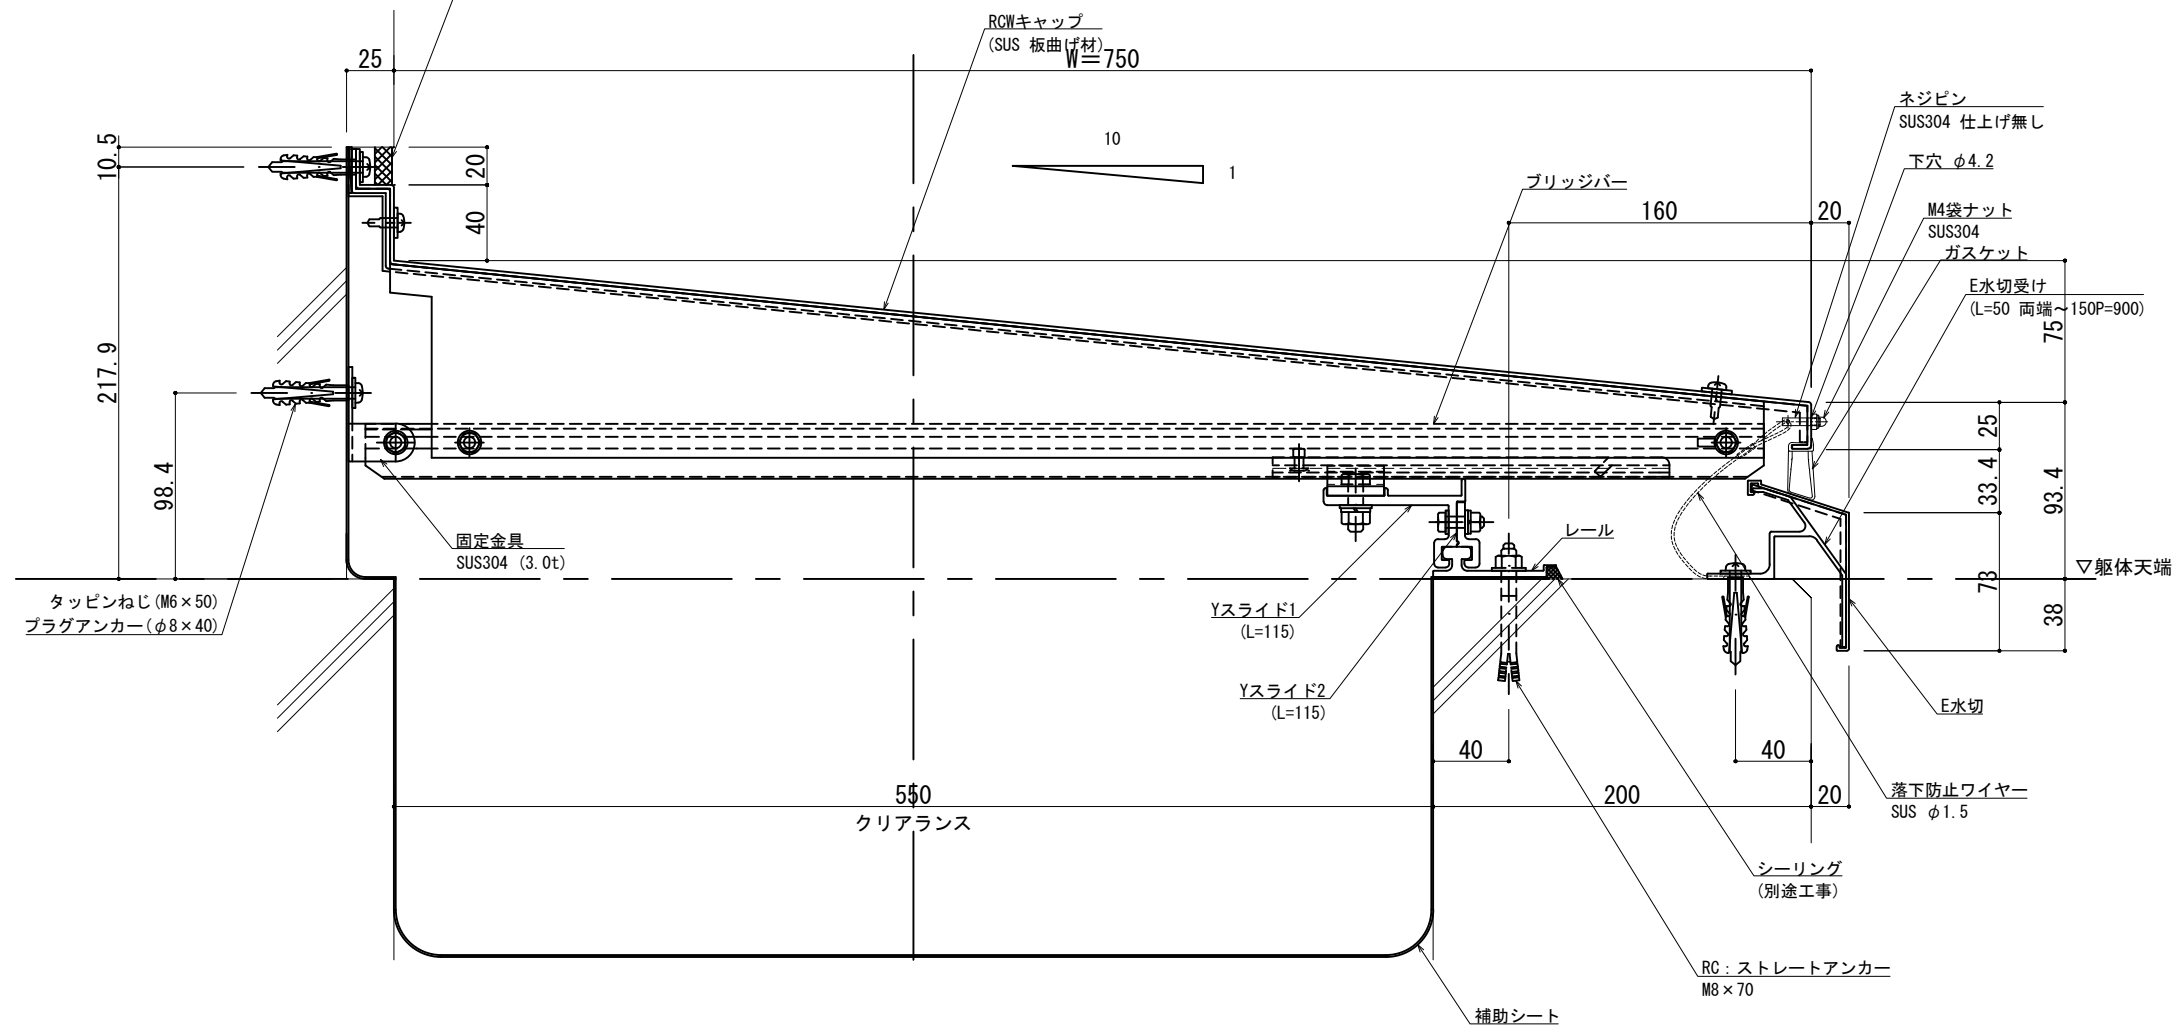 RCWキャップ
(SUS 板曲げ材)
25
W=750
ネジピン
SUS304 仕上げ無し
10.5
20
10
1
下穴 φ4.2
ブリッジバー
40
160
20
M4袋ナット
SUS304
ガスケット
E水切受け
(L=50 両端~150P=900)
75
217.9
25
98.4
33.4
93.4
固定金具
SUS304 (3.0t)
レール
▽躯体天端
73
38
タッピンねじ(M6×50)
プラグアンカー(φ8×40)
Yスライド1
(L=115)
Yスライド2
(L=115)
E水切
40
40
550
クリアランス
200
20
落下防止ワイヤー
SUS φ1.5
シーリング
(別途工事)
RC:ストレートアンカー
M8×70
補助シート